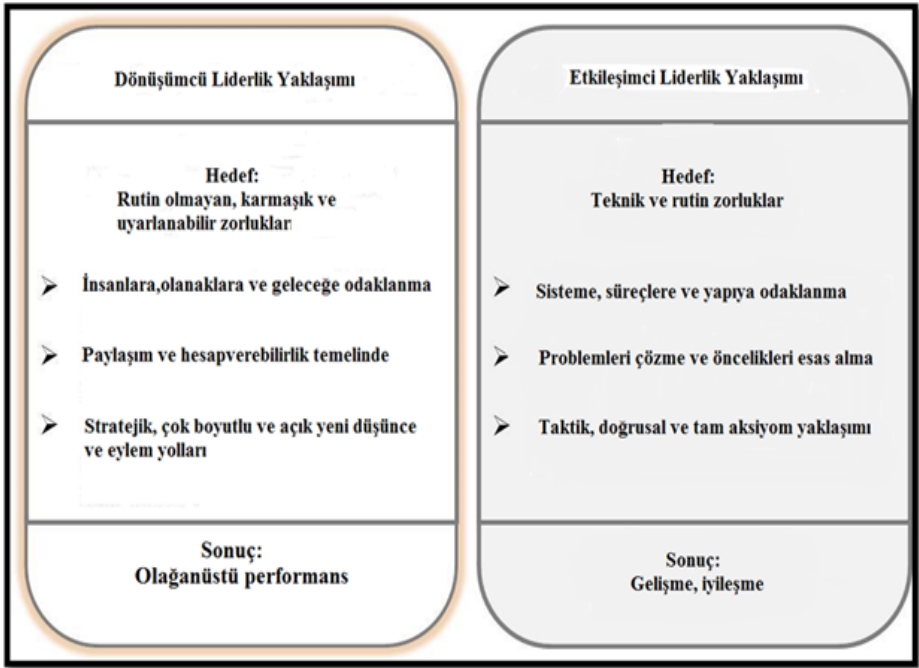 Dönüşümcü Liderlik Yaklaşımı
Hedef:
Rutin olmayan, karmaşık ve
uyarlanabilir zorluklar
İnsanlara,olanaklara ve geleceğe odaklanma
Paylaşım ve hesapverebilirlik temelinde
Stratejik, çok boyutlu ve açık yeni düşünce
ve eylem yolları
Sonuç:
Olağanüstü performans
Etkileşimci Liderlik Yaklaşımı
Hedef:
Teknik ve rutin zorluklar
Sisteme, süreçlere ve yapıya odaklanma
Problemleri çözme ve öncelikleri esas alma
Taktik, doğrusal ve tam aksiyom yaklaşımı
Sonuç:
Gelişme, iyileşme